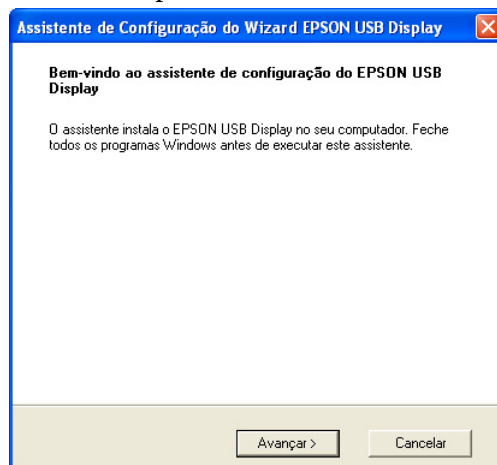 Assistente de Configuração do Wizard EPSON USB Display
Bem-vindo ao assistente de configuração do EPSON USB
Display
O assistente instala o EPSON USB Display no seu computador. Feche
todos os programas Windows antes de executar este assistente.
Avançar >
Cancelar